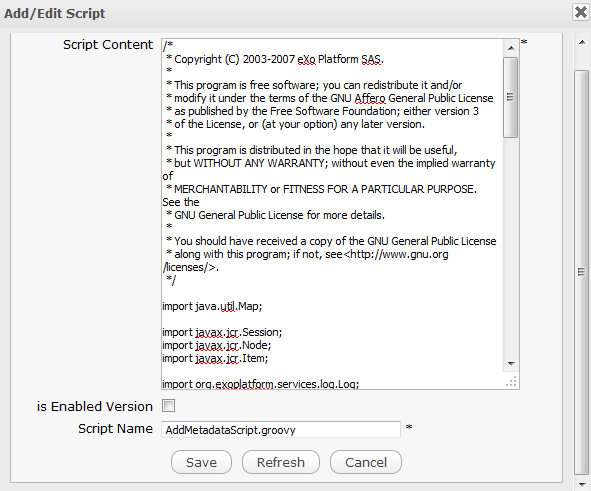 Add/Edit Script
Script Content
/*
* Copyright (C) 2003-2007 eXo Platform SAS.
*
* This program is free software; you can redistribute it and/or
* modify it under the terms of the GNU Affero General Public License
* as published by the Free Software Foundation; either version 3
* of the License, or (at your option) any later version.
*
* This program is distributed in the hope that it will be useful,
* but WITHOUT ANY WARRANTY; without even the implied warranty
of
* MERCHANTABILITY or FITNESS FOR A PARTICULAR PURPOSE.
See the
* GNU General Public License for more details.
*
* You should have received a copy of the GNU General Public License
* along with this program; if not, see<http://www.gnu.org
/licenses/>.
*/
import java.util.Map;
import javax.jcr.Session;
import javax.jcr.Node;
import javax.jcr.Item;
import org.exoplatform.services.log.Log;
*
is Enabled Version
Script Name AddMetadataScript.groovy *
Save Refresh Cancel